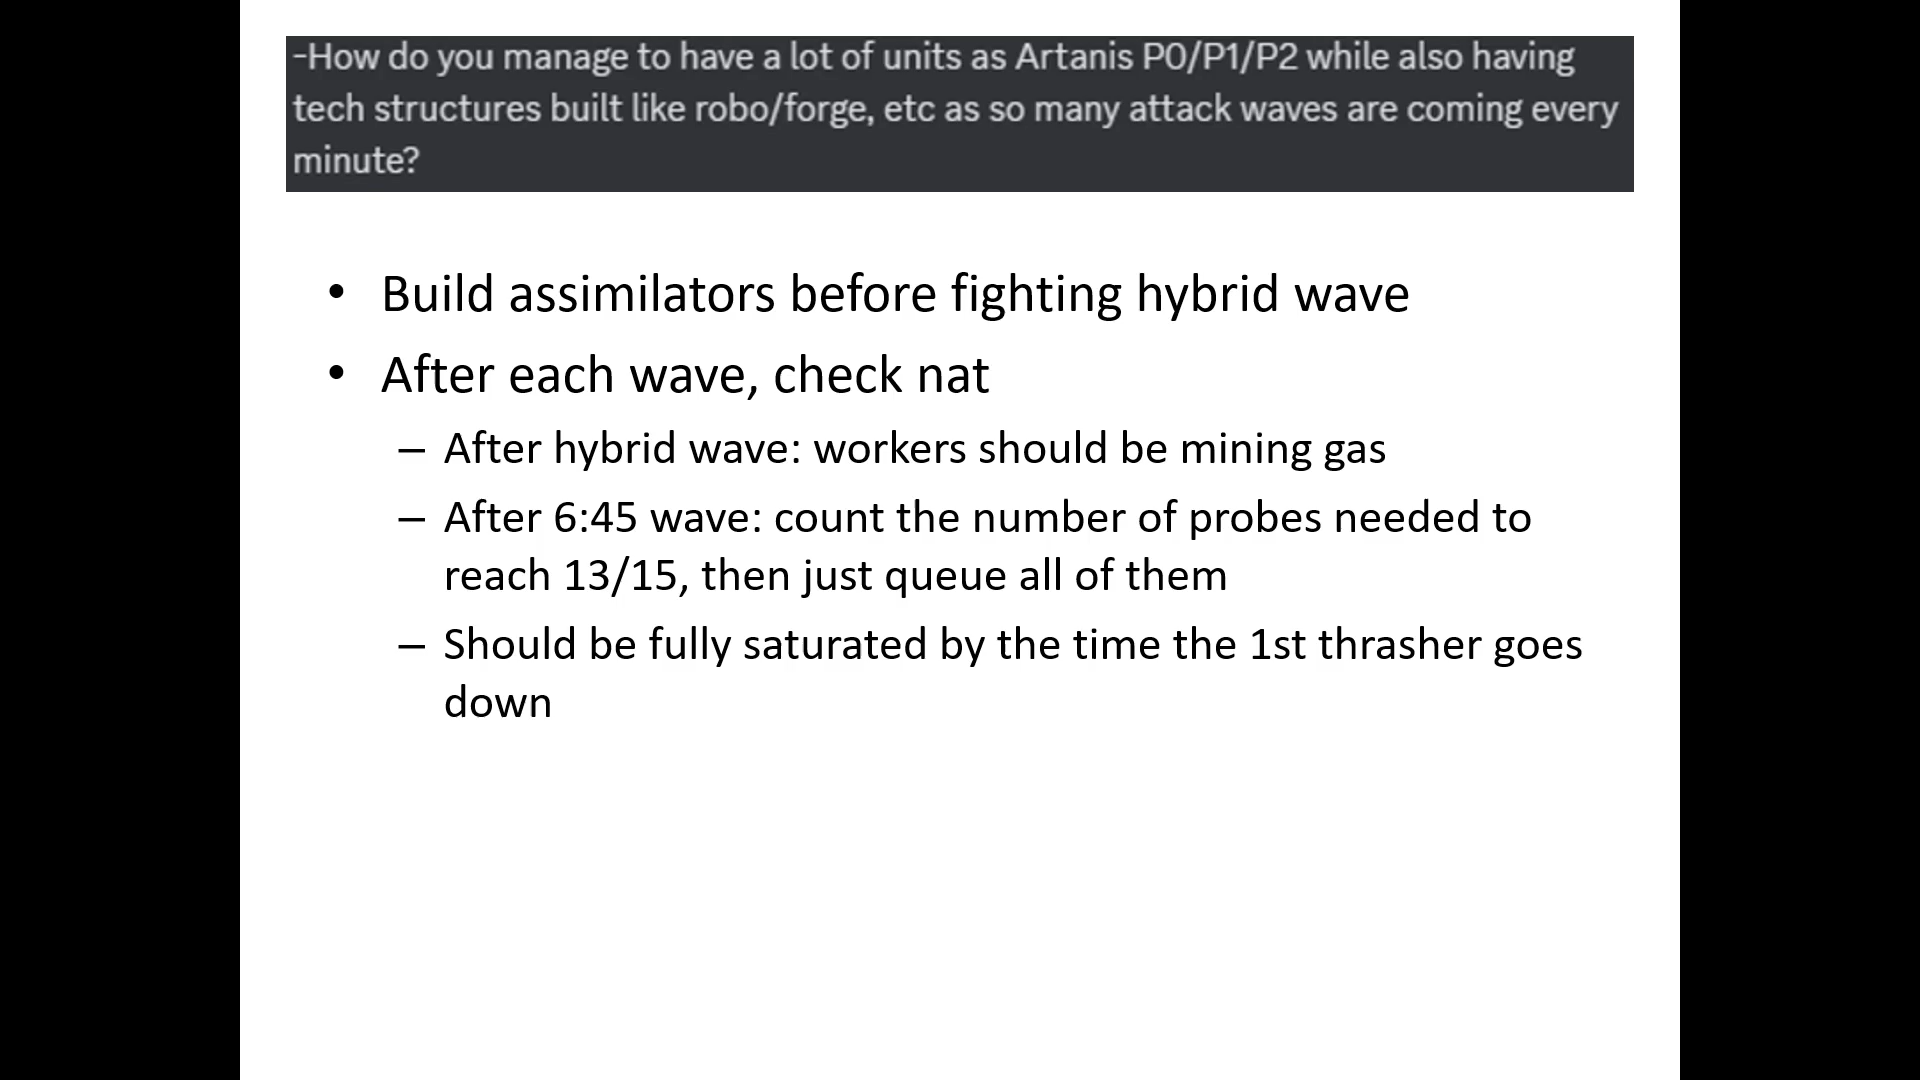 -How do you manage to have a lot of units as Artanis P0/P1/P2 while also having
tech structures built like robo/forge, etc as so many attack waves are coming every
minute?
• Build assimilators before fighting hybrid wave
• After each wave, check nat
– After hybrid wave: workers should be mining gas
– After 6:45 wave: count the number of probes needed to
reach 13/15, then just queue all of them
– Should be fully saturated by the time the 1st thrasher goes
down